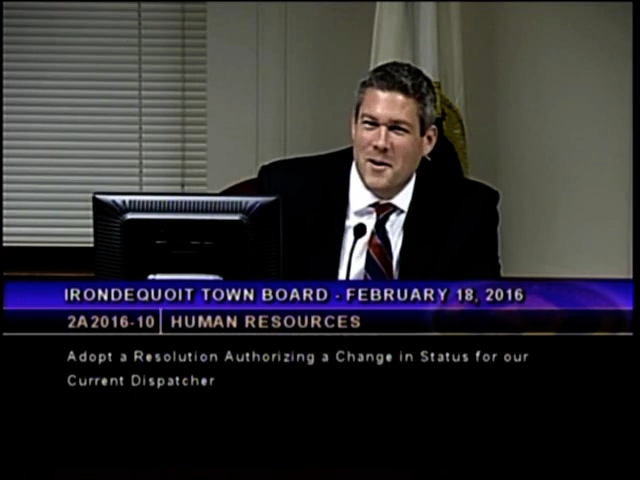 IRONDEQUOIT TOWN BOARD - FEBRUARY 18, 2016
2A2016-10 HUMAN RESOURCES
Adopt a Resolution Authorizing a Change in Status for our
Current Dispatcher